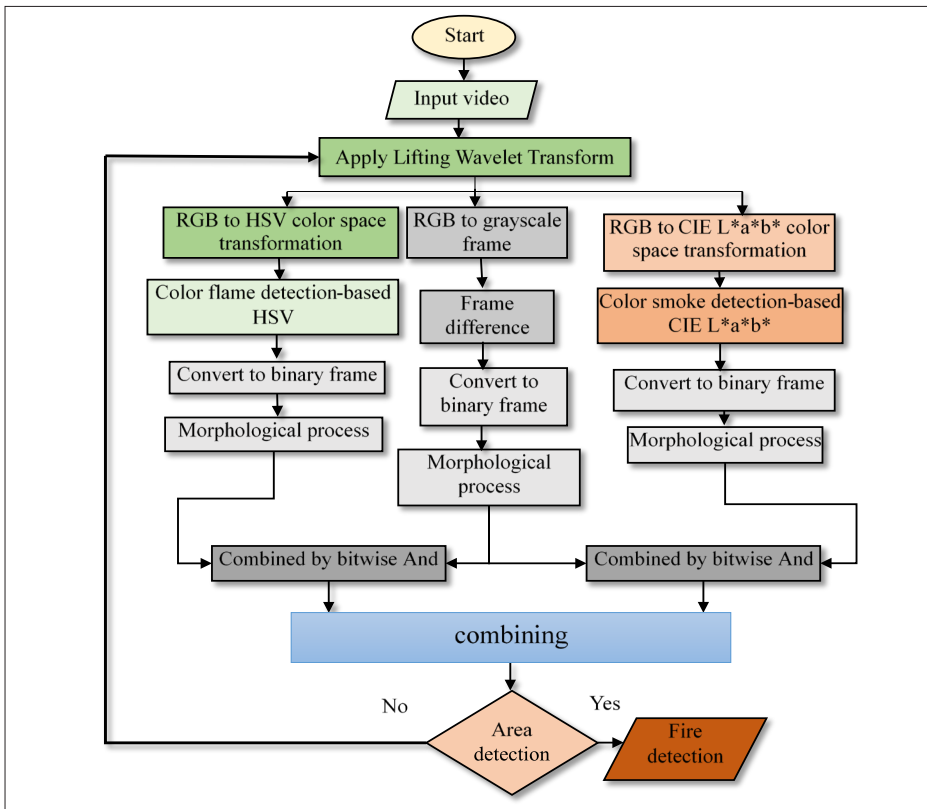 Start
Input video
Apply Lifting Wavelet Transform
RGB to HSV color space
transformation
RGB to grayscale
frame
RGB to CIE L*a*b* color
space transformation
Color flame detection-based
HSV
Frame
difference
Color smoke detection-based
CIE L*a*b*
Convert to binary frame
Convert to
binary frame
Convert to binary frame
Morphological process
Morphological
process
Morphological process
Combined by bitwise And
Combined by bitwise And
combining
No
Yes
Area
detection
Fire
detection